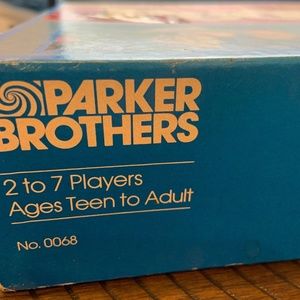 PARKER
BROTHERS
2 to 7 Players
Ages Teen to Adult
No. 0068